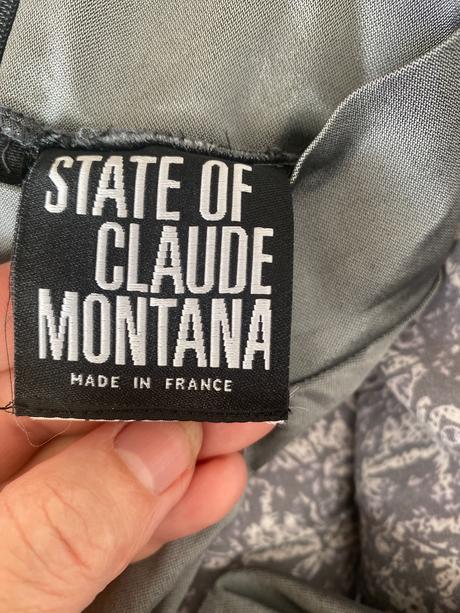 STATE OF
CLAUDE
MONTANA
MADE IN FRANCE